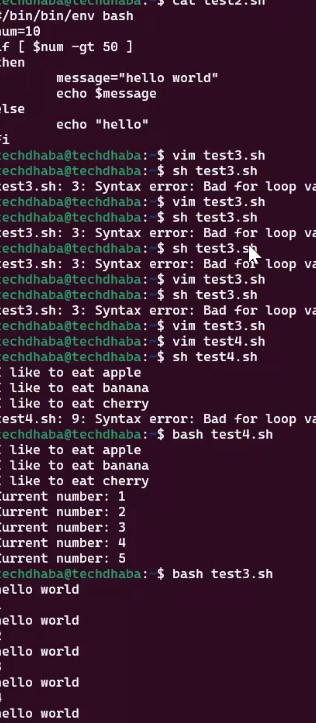 techdhaba@techdhaba:~$ cat test2.sh
#/bin/bin/env bash
num=10
if [ $num -gt 50 ]
then
message="hello world"
echo $message
else
echo "hello"
fi
techdhaba@techdhaba:~$ vim test3.sh
techdhaba@techdhaba:~$ sh test3.sh
test3.sh: 3: Syntax error: Bad for loop va
techdhaba@techdhaba:~$ vim test3.sh
techdhaba@techdhaba:~$ sh test3.sh
test3.sh: 3: Syntax error: Bad for loop va
techdhaba@techdhaba:~$ sh test3.sh
test3.sh: 3: Syntax error: Bad for loop va
techdhaba@techdhaba:~$ vim test3.sh
techdhaba@techdhaba:~$ sh test3.sh
test3.sh: 3: Syntax error: Bad for loop va
techdhaba@techdhaba:~$ vim test3.sh
techdhaba@techdhaba:~$ vim test4.sh
techdhaba@techdhaba:~$ sh test4.sh
I like to eat apple
I like to eat banana
I like to eat cherry
test4.sh: 9: Syntax error: Bad for loop va
techdhaba@techdhaba:~$ bash test4.sh
I like to eat apple
I like to eat banana
I like to eat cherry
Current number: 1
Current number: 2
Current number: 3
Current number: 4
Current number: 5
techdhaba@techdhaba:~$ bash test3.sh
hello world
1
hello world
2
hello world
3
hello world
4
hello world